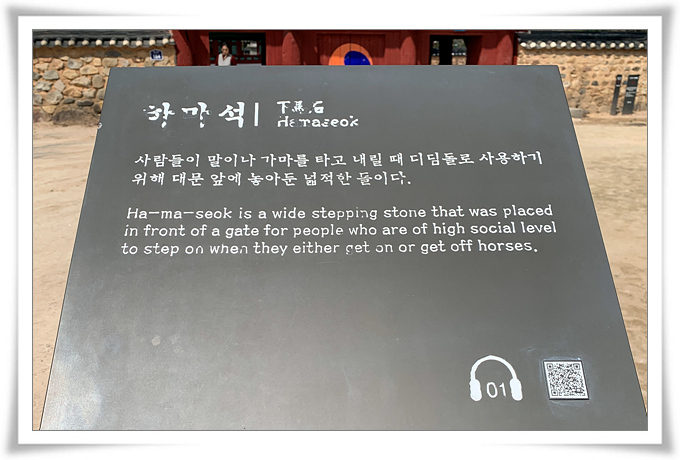 하마석 下馬石
Hamaseok
사람들이 말이나 가마를 타고 내릴 때 디딤돌로 사용하기
위해 대문 앞에 놓아둔 넓적한 돌이다.
Ha-ma-seok is a wide stepping stone that was placed
in front of a gate for people who are of high social level
to step on when they either get on or get off horses.
01